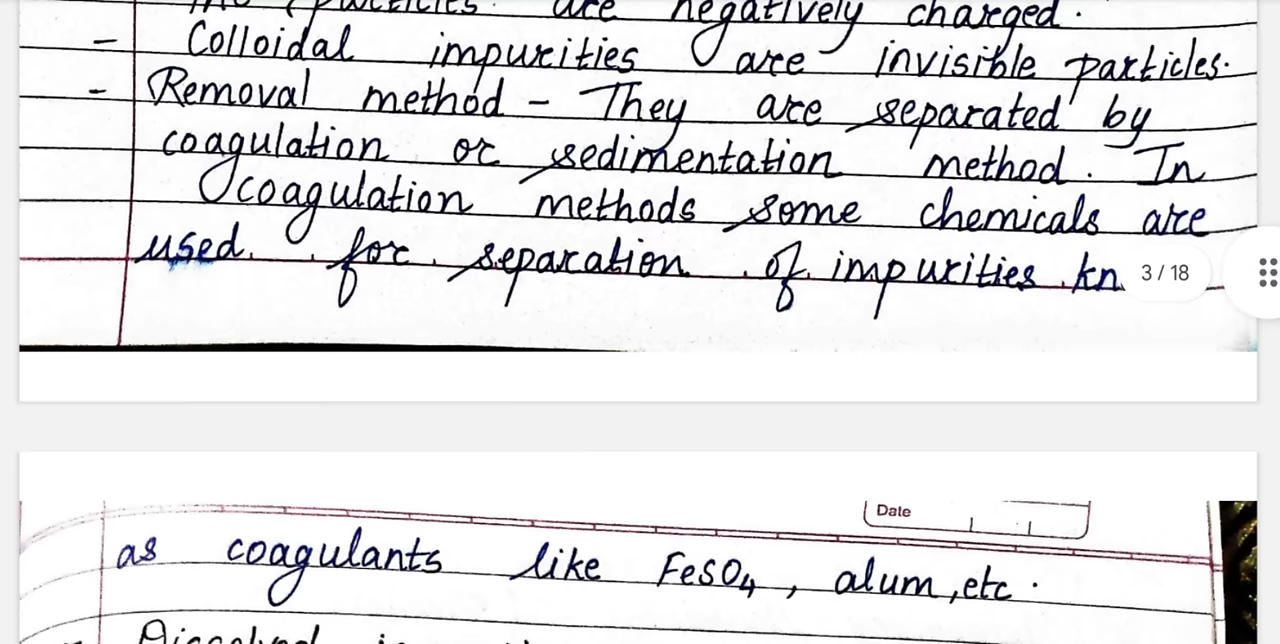 particles. are negatively charged.
- Colloidal impurities are invisible particles.
- Removal method - They are separated by
coagulation or sedimentation method. In
coagulation methods some chemicals are
used. for separation of impurities kn
3 / 18
Date
as coagulants like FeSO4, alum, etc.
Dissolved